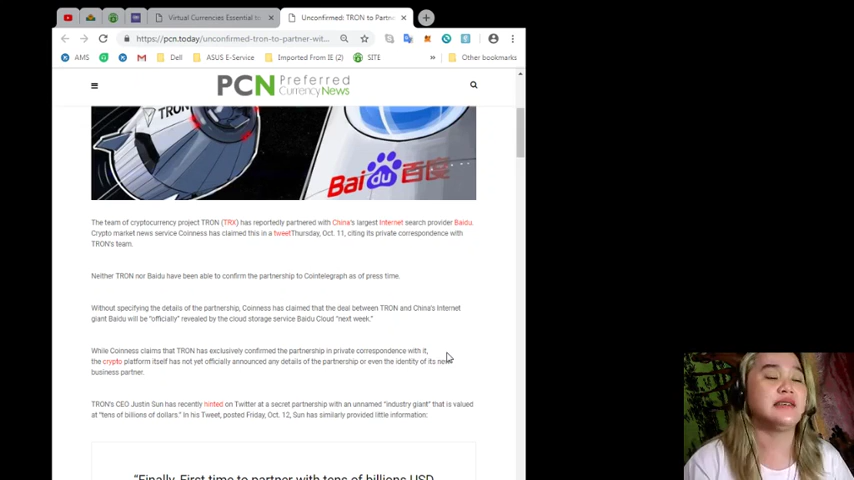 Virtual Currencies Essential to
Unconfirmed: TRON to Partne
https://pcn.today/unconfirmed-tron-to-partner-wit...
AMS
Dell
ASUS E-Service
Imported From IE (2)
SITE
»
Other bookmarks
PCN Preferred
Currency News
TRON
Baidu 百度
The team of cryptocurrency project TRON (TRX) has reportedly partnered with China's largest Internet search provider Baidu.
Crypto market news service Coinness has claimed this in a tweetThursday, Oct. 11, citing its private correspondence with
TRON's team.
Neither TRON nor Baidu have been able to confirm the partnership to Cointelegraph as of press time.
Without specifying the details of the partnership, Coinness has claimed that the deal between TRON and China's Internet
giant Baidu will be "officially" revealed by the cloud storage service Baidu Cloud "next week."
While Coinness claims that TRON has exclusively confirmed the partnership in private correspondence with it,
the crypto platform itself has not yet officially announced any details of the partnership or even the identity of its new
business partner.
TRON's CEO Justin Sun has recently hinted on Twitter at a secret partnership with an unnamed "industry giant" that is valued
at "tens of billions of dollars." In his Tweet, posted Friday, Oct. 12, Sun has similarly provided little information:
"Finally, First time to partner with tens of billions USD